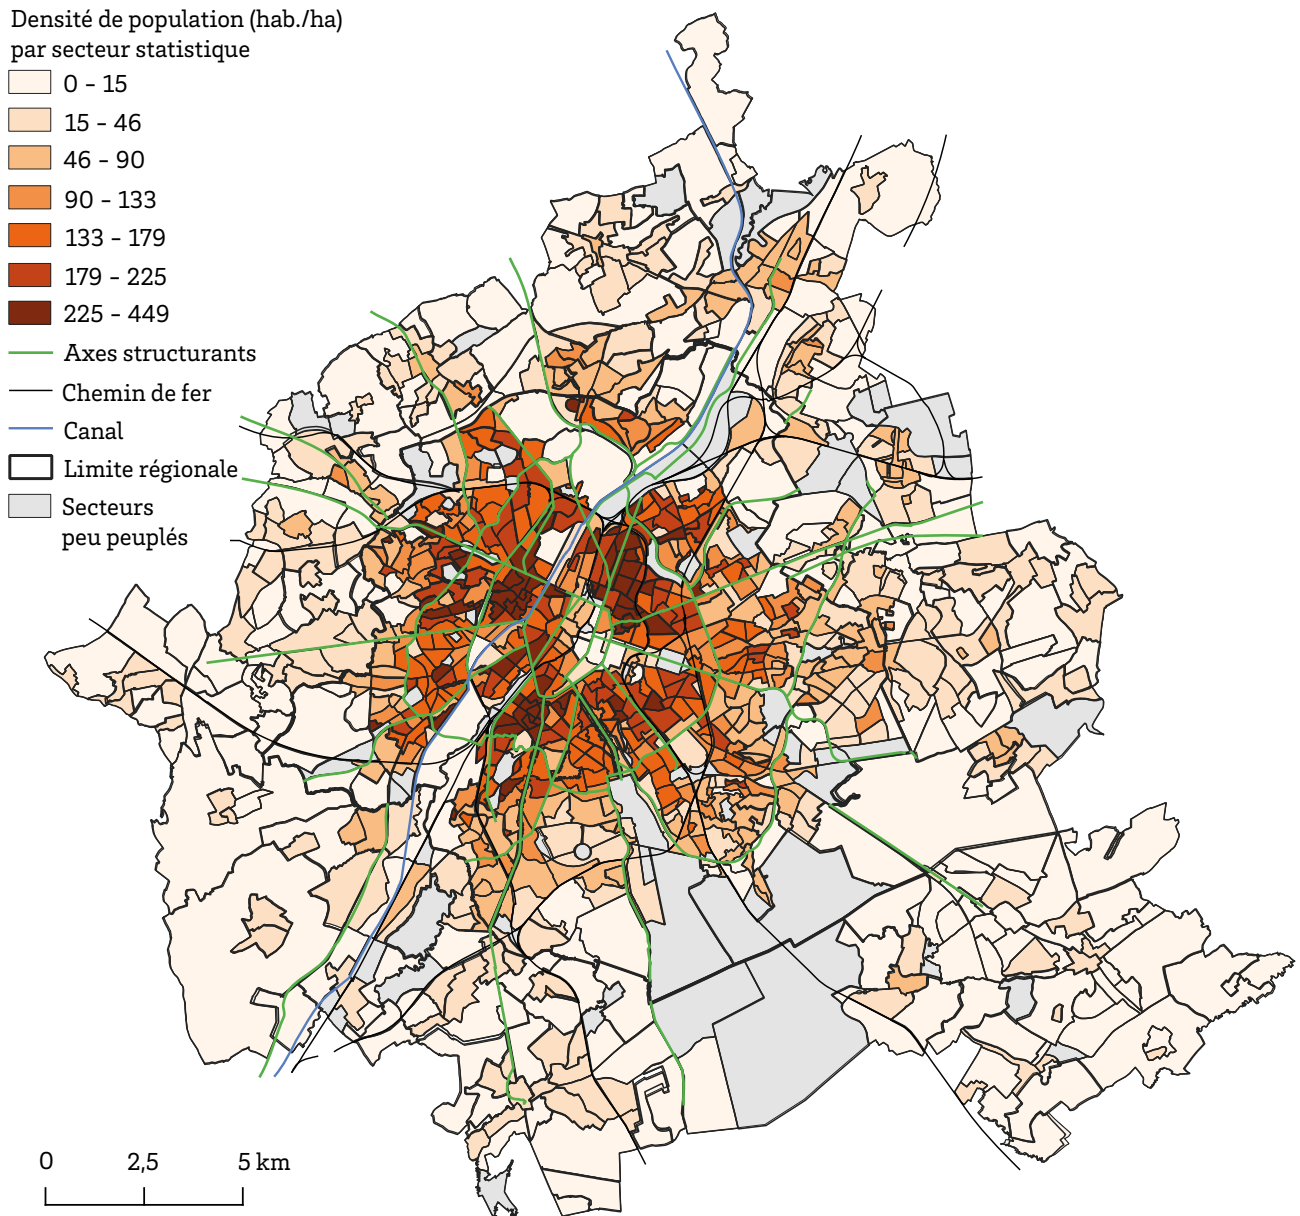 Densité de population (hab./ha)
par secteur statistique
0 - 15
15 - 46
46 - 90
90 - 133
133 - 179
179 - 225
225 - 449
Axes structurants
Chemin de fer
Canal
Limite régionale
Secteurs
peu peuplés
0 2,5 5 km